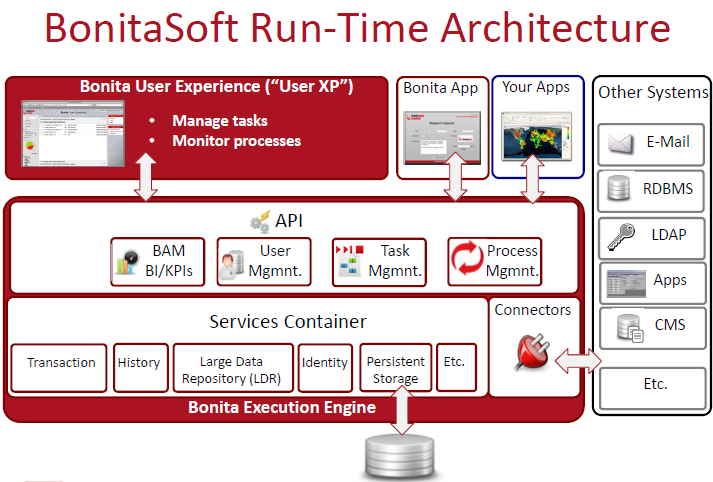 BonitaSoft Run-Time Architecture
Bonita User Experience (“User XP”)
• Manage tasks
• Monitor processes
Bonita App
Your Apps
Other Systems
E-Mail
RDBMS
LDAP
Apps
CMS
Etc.
API
BAM
BI/KPIs
User
Mgmnt.
Task
Mgmnt.
Process
Mgmnt.
Services Container
Connectors
Transaction
History
Large Data
Repository (LDR)
Identity
Persistent
Storage
Etc.
Bonita Execution Engine